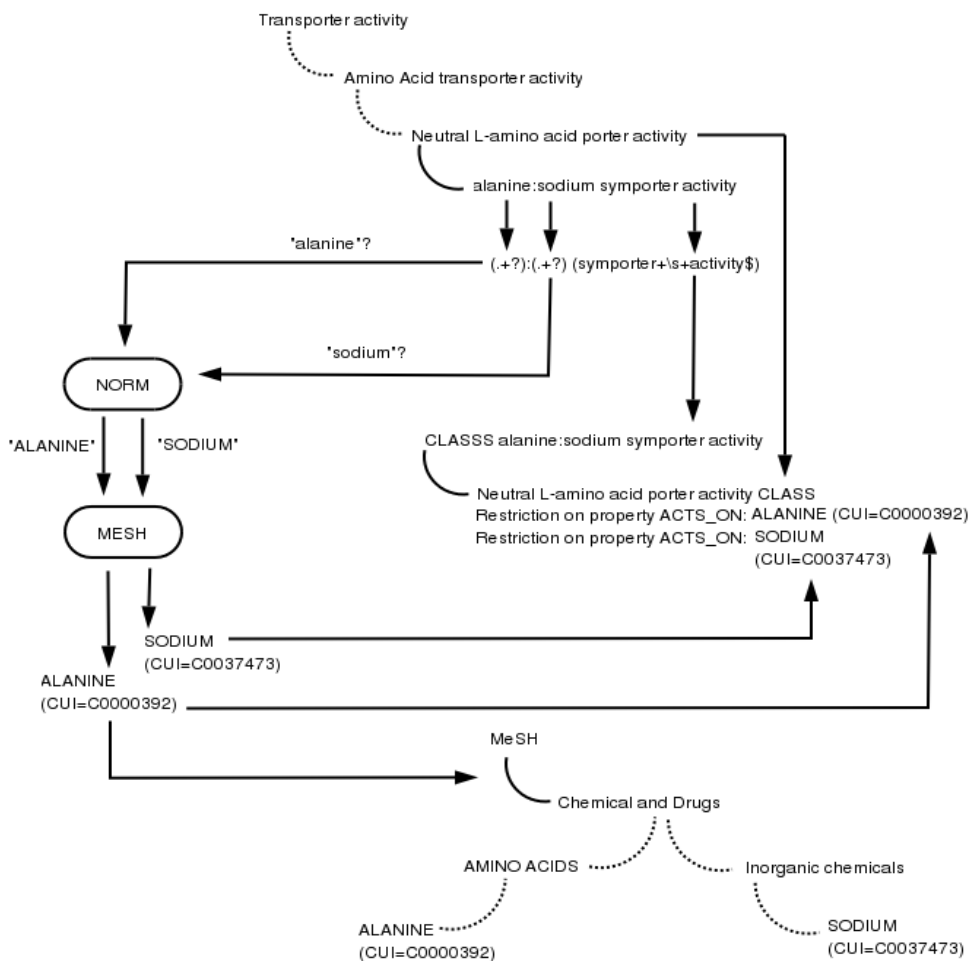 Transporter activity
Amino Acid transporter activity
Neutral L-amino acid porter activity
alanine:sodium symporter activity
"alanine"?
(.+?):(.+?) (symporter+\s+activity$)
"sodium"?
NORM
"ALANINE"
"SODIUM"
CLASSS alanine:sodium symporter activity
Neutral L-amino acid porter activity CLASS
Restriction on property ACTS_ON: ALANINE (CUI=C0000392)
Restriction on property ACTS_ON: SODIUM
(CUI=C0037473)
MESH
SODIUM
(CUI=C0037473)
ALANINE
(CUI=C0000392)
MeSH
Chemical and Drugs
AMINO ACIDS
Inorganic chemicals
ALANINE
(CUI=C0000392)
SODIUM
(CUI=C0037473)